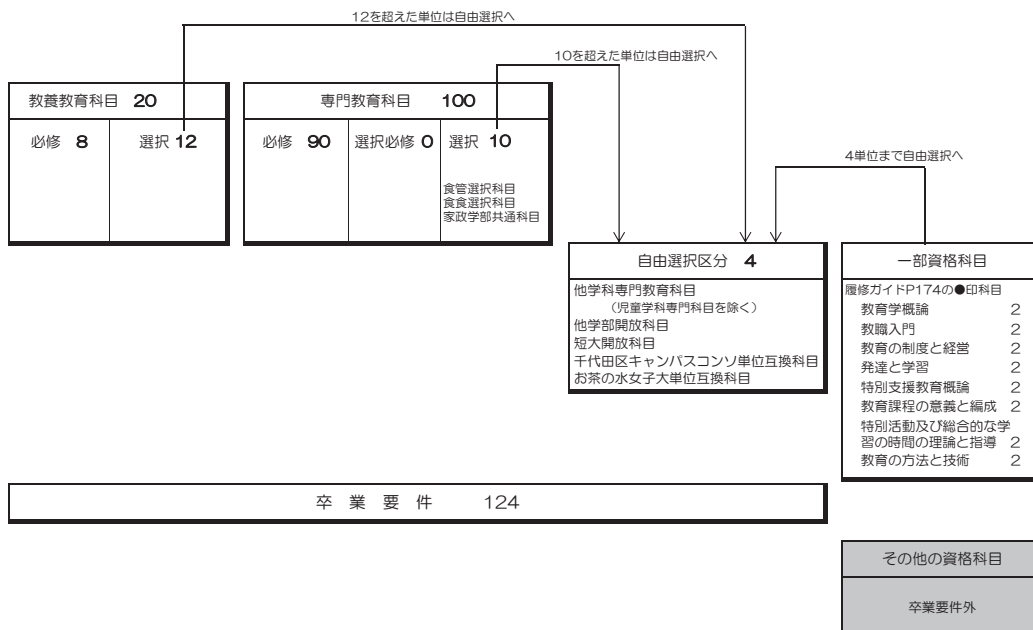 12を超えた単位は自由選択へ
10を超えた単位は自由選択へ
教養教育科目 20
必修 8
選択 12
専門教育科目 100
必修 90
選択必修 0
選択 10
食管選択科目
食食選択科目
家政学部共通科目
4単位まで自由選択へ
自由選択区分 4
他学科専門教育科目
（児童学科専門科目を除く）
他学部開放科目
短大開放科目
千代田区キャンパスコンソ単位互換科目
お茶の水女子大単位互換科目
一部資格科目
履修ガイドP174の●印科目
教育学概論 2
教職入門 2
教育の制度と経営 2
発達と学習 2
特別支援教育概論 2
教育課程の意義と編成 2
特別活動及び総合的な学
習の時間の理論と指導 2
教育の方法と技術 2
卒業要件 124
その他の資格科目
卒業要件外